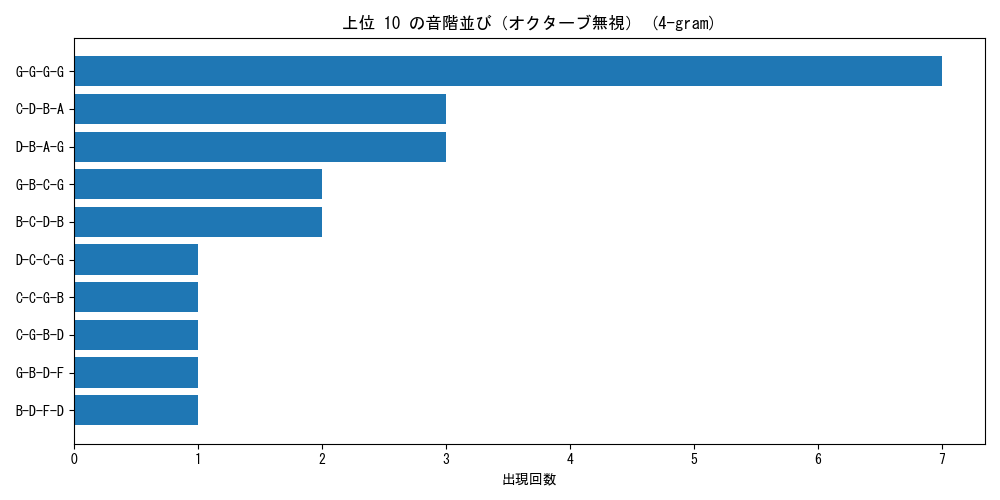 上位 10 の音階並び（オクターブ無視） (4-gram)
G-G-G-G
C-D-B-A
D-B-A-G
G-B-C-G
B-C-D-B
D-C-C-G
C-C-G-B
C-G-B-D
G-B-D-F
B-D-F-D
0 1 2 3 4 5 6 7
出現回数